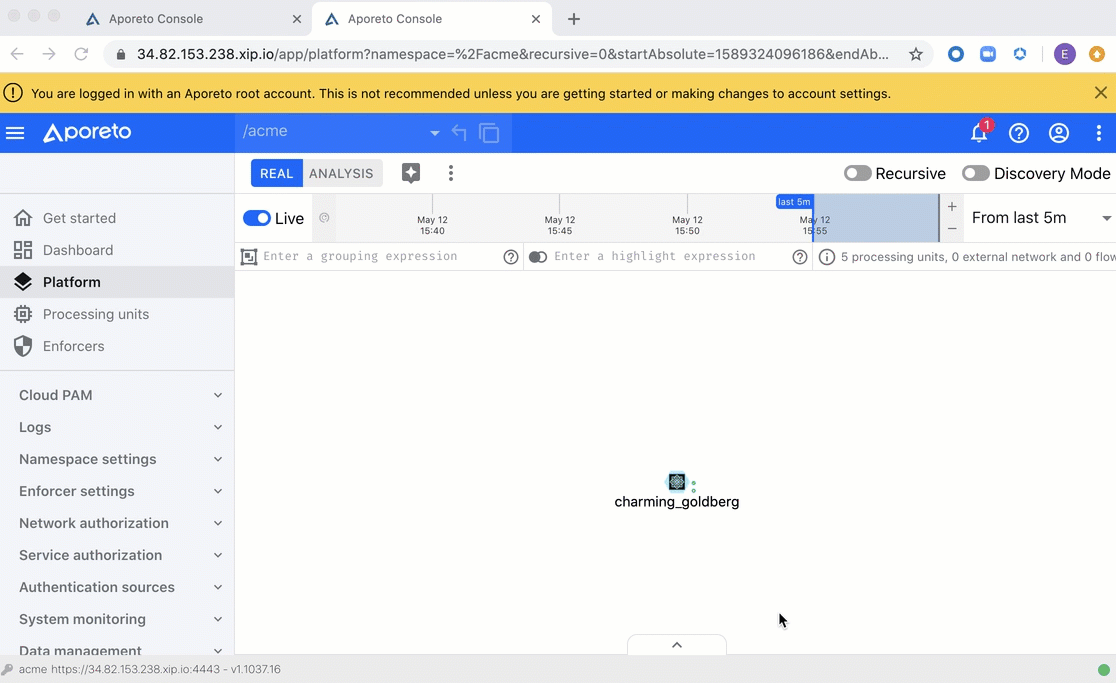 Aporeto Console
Aporeto Console
34.82.153.238.xip.io/app/platform?namespace=%2Facme&recursive=0&startAbsolute=1589324096186&endAb...
E
You are logged in with an Aporeto root account. This is not recommended unless you are getting started or making changes to account settings.
aporeto
/acme
1
REAL
ANALYSIS
Recursive
Discovery Mode
Live
last 5m
May 12
15:40
May 12
15:45
May 12
15:50
May 12
15:55
From last 5m
Enter a grouping expression
Enter a highlight expression
5 processing units, 0 external network and 0 flow
Get started
Dashboard
Platform
Processing units
Enforcers
Cloud PAM
Logs
Namespace settings
Enforcer settings
Network authorization
Service authorization
Authentication sources
System monitoring
Data management
charming_goldberg
acme https://34.82.153.238.xip.io:4443 - v1.1037.16